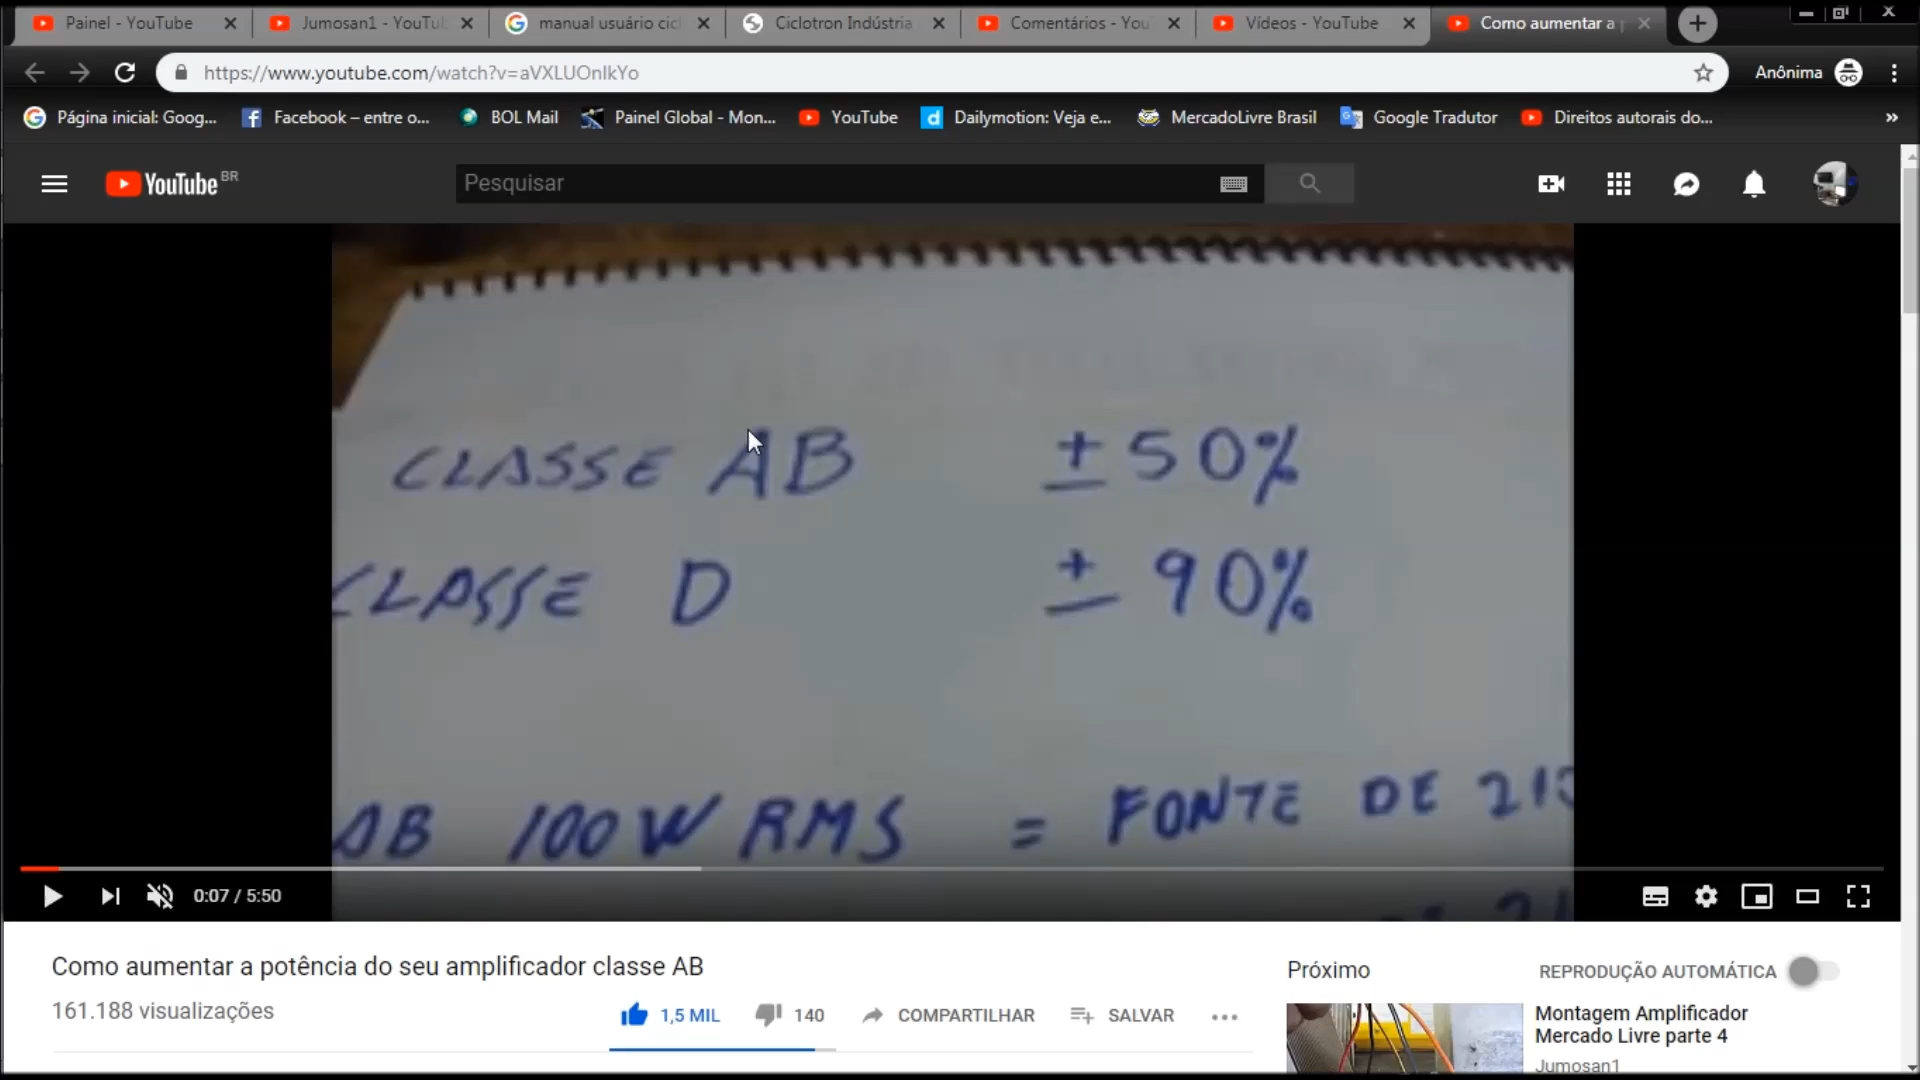 Painel - YouTube
Jumosan1 - YouTu
manual usuário cic
Ciclotron Indústria
Comentários - You
Vídeos - YouTube
Como aumentar a
https://www.youtube.com/watch?v=aVXLUOnIkYo
Anônima
Página inicial: Goog...
Facebook – entre o...
BOL Mail
Painel Global - Mon...
YouTube
Dailymotion: Veja e...
MercadoLivre Brasil
Google Tradutor
Direitos autorais do...
»
YouTube BR
Pesquisar
CLASSE AB ± 50%
CLASSE D ± 90%
AB 100W RMS = FONTE DE
0:07 / 5:50
Como aumentar a potência do seu amplificador classe AB
161.188 visualizações
1,5 MIL
140
COMPARTILHAR
SALVAR
Próximo
REPRODUÇÃO AUTOMÁTICA
Montagem Amplificador
Mercado Livre parte 4
Jumosan1